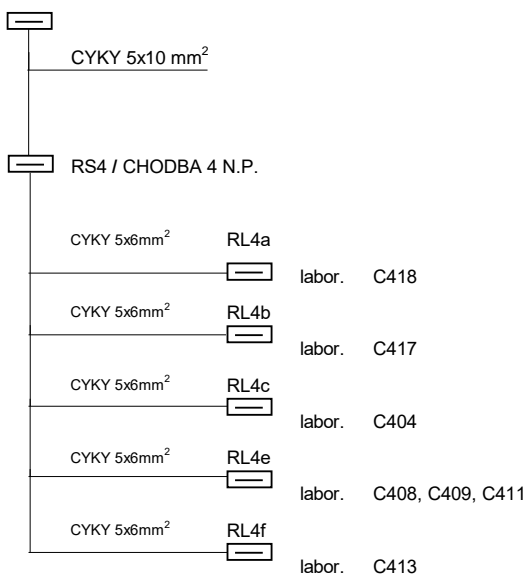 CYKY 5x10 mm²
RS4 / CHODBA 4 N.P.
CYKY 5x6mm² RL4a
labor. C418
CYKY 5x6mm² RL4b
labor. C417
CYKY 5x6mm² RL4c
labor. C404
CYKY 5x6mm² RL4e
labor. C408, C409, C411
CYKY 5x6mm² RL4f
labor. C413